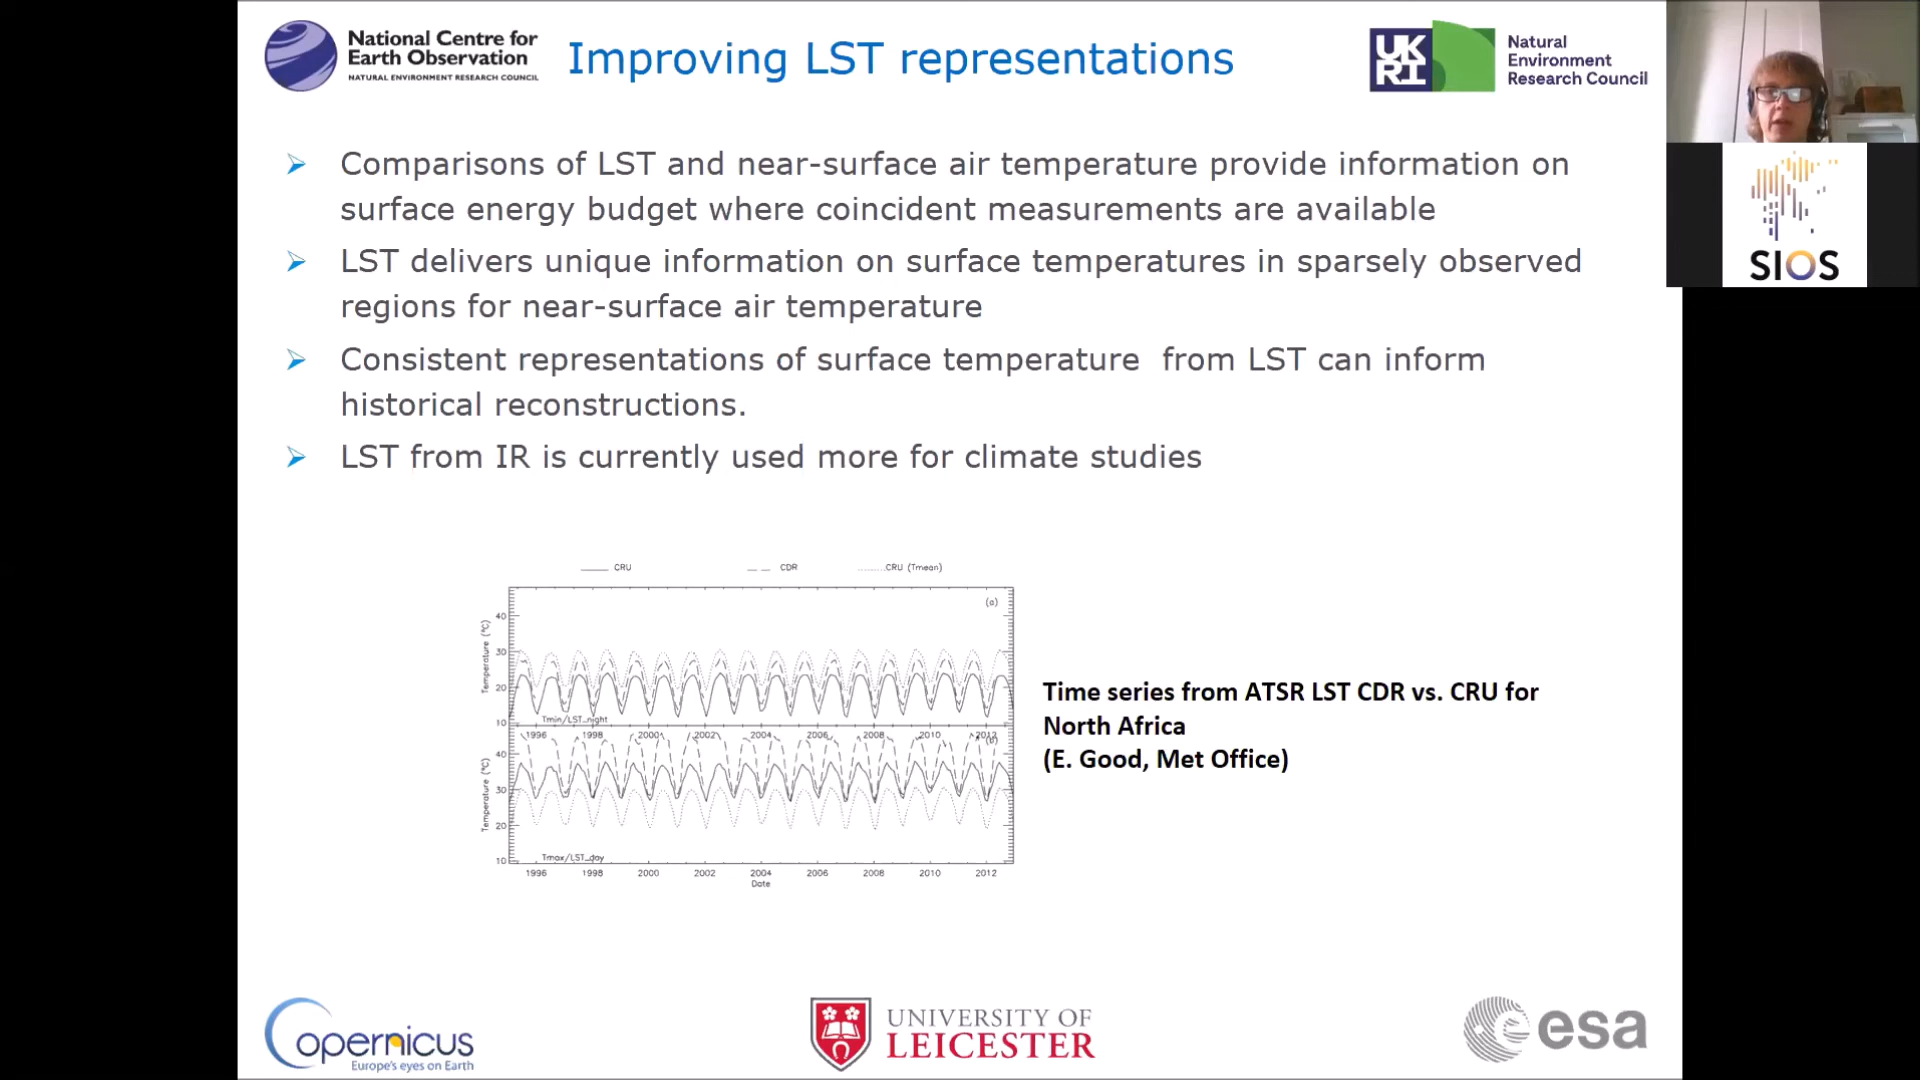 National Centre for
Earth Observation
NATURAL ENVIRONMENT RESEARCH COUNCIL
Improving LST representations
UK
RI
Natural
Environment
Research Council
SIOS
Comparisons of LST and near-surface air temperature provide information on
surface energy budget where coincident measurements are available
LST delivers unique information on surface temperatures in sparsely observed
regions for near-surface air temperature
Consistent representations of surface temperature from LST can inform
historical reconstructions.
LST from IR is currently used more for climate studies
CRU CDR CRU (Tmean)
(a)
Temperature (°C)
40
30
20
10
Tmin/LST_night
1996 1998 2000 2002 2004 2006 2008 2010 2012
(b)
Temperature (°C)
40
30
20
10
Tmax/LST_day
1996 1998 2000 2002 2004 2006 2008 2010 2012
Date
Time series from ATSR LST CDR vs. CRU for
North Africa
(E. Good, Met Office)
Copernicus
Europe's eyes on Earth
UNIVERSITY OF
LEICESTER
esa